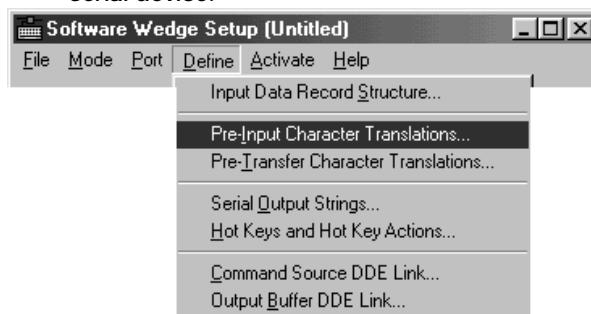 Software Wedge Setup (Untitled)
File Mode Port Define Activate Help
Input Data Record Structure...
Pre-Input Character Translations...
Pre-Transfer Character Translations...
Serial Output Strings...
Hot Keys and Hot Key Actions...
Command Source DDE Link...
Output Buffer DDE Link...